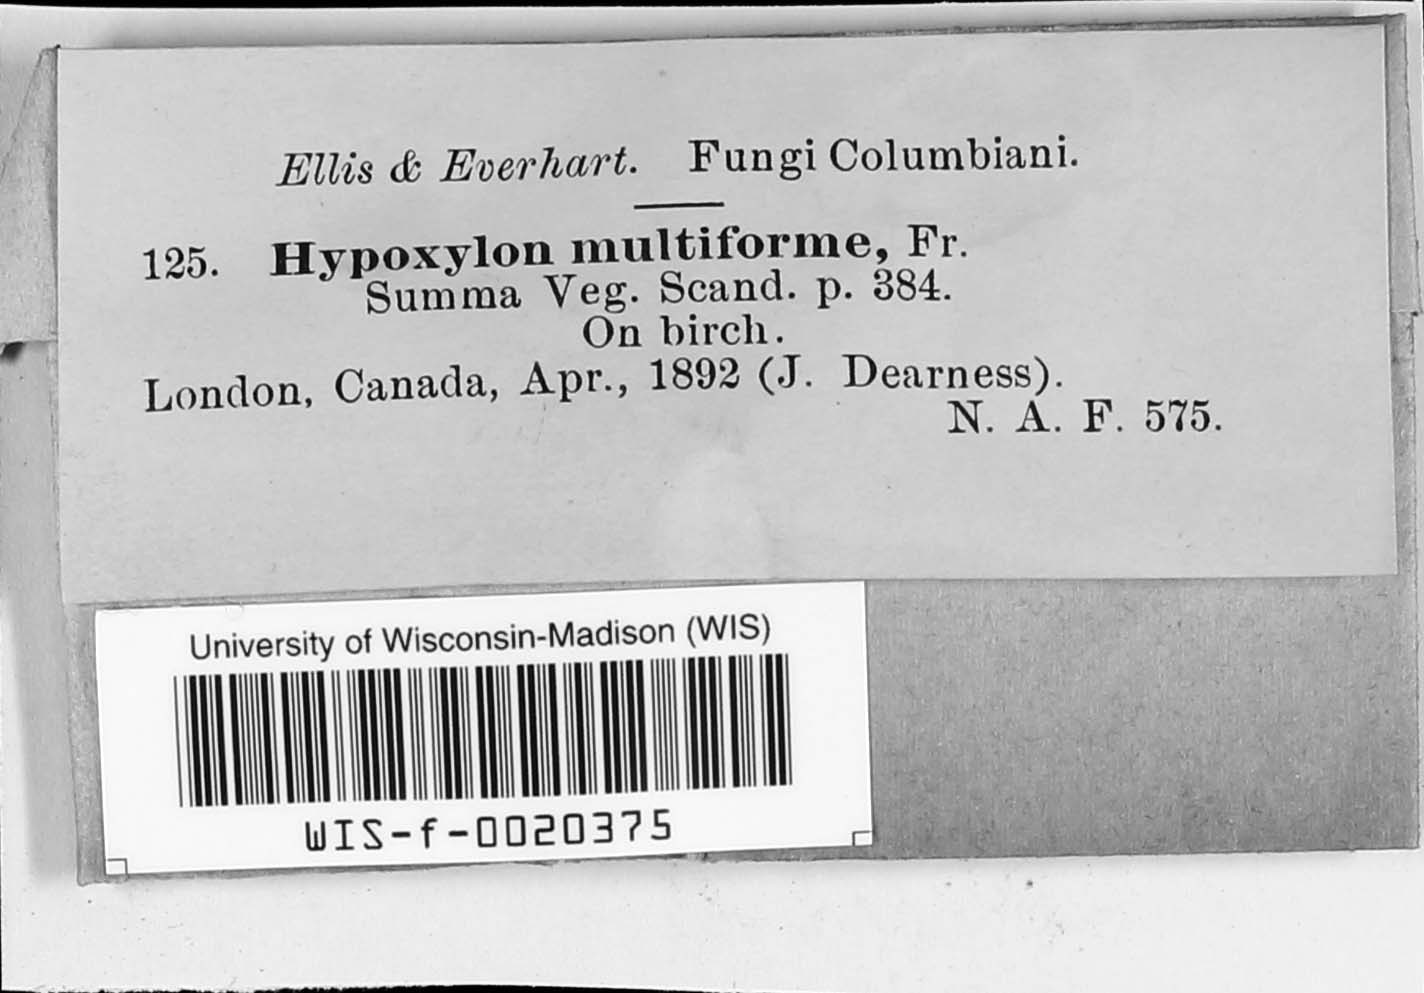 Ellis & Everhart. Fungi Columbiani.
125. Hypoxylon multiforme, Fr.
Summa Veg. Scand. p. 384.
On birch.
London, Canada, Apr., 1892 (J. Dearness).
N. A. F. 575.
University of Wisconsin-Madison (WIS)
WIS-f-0020375